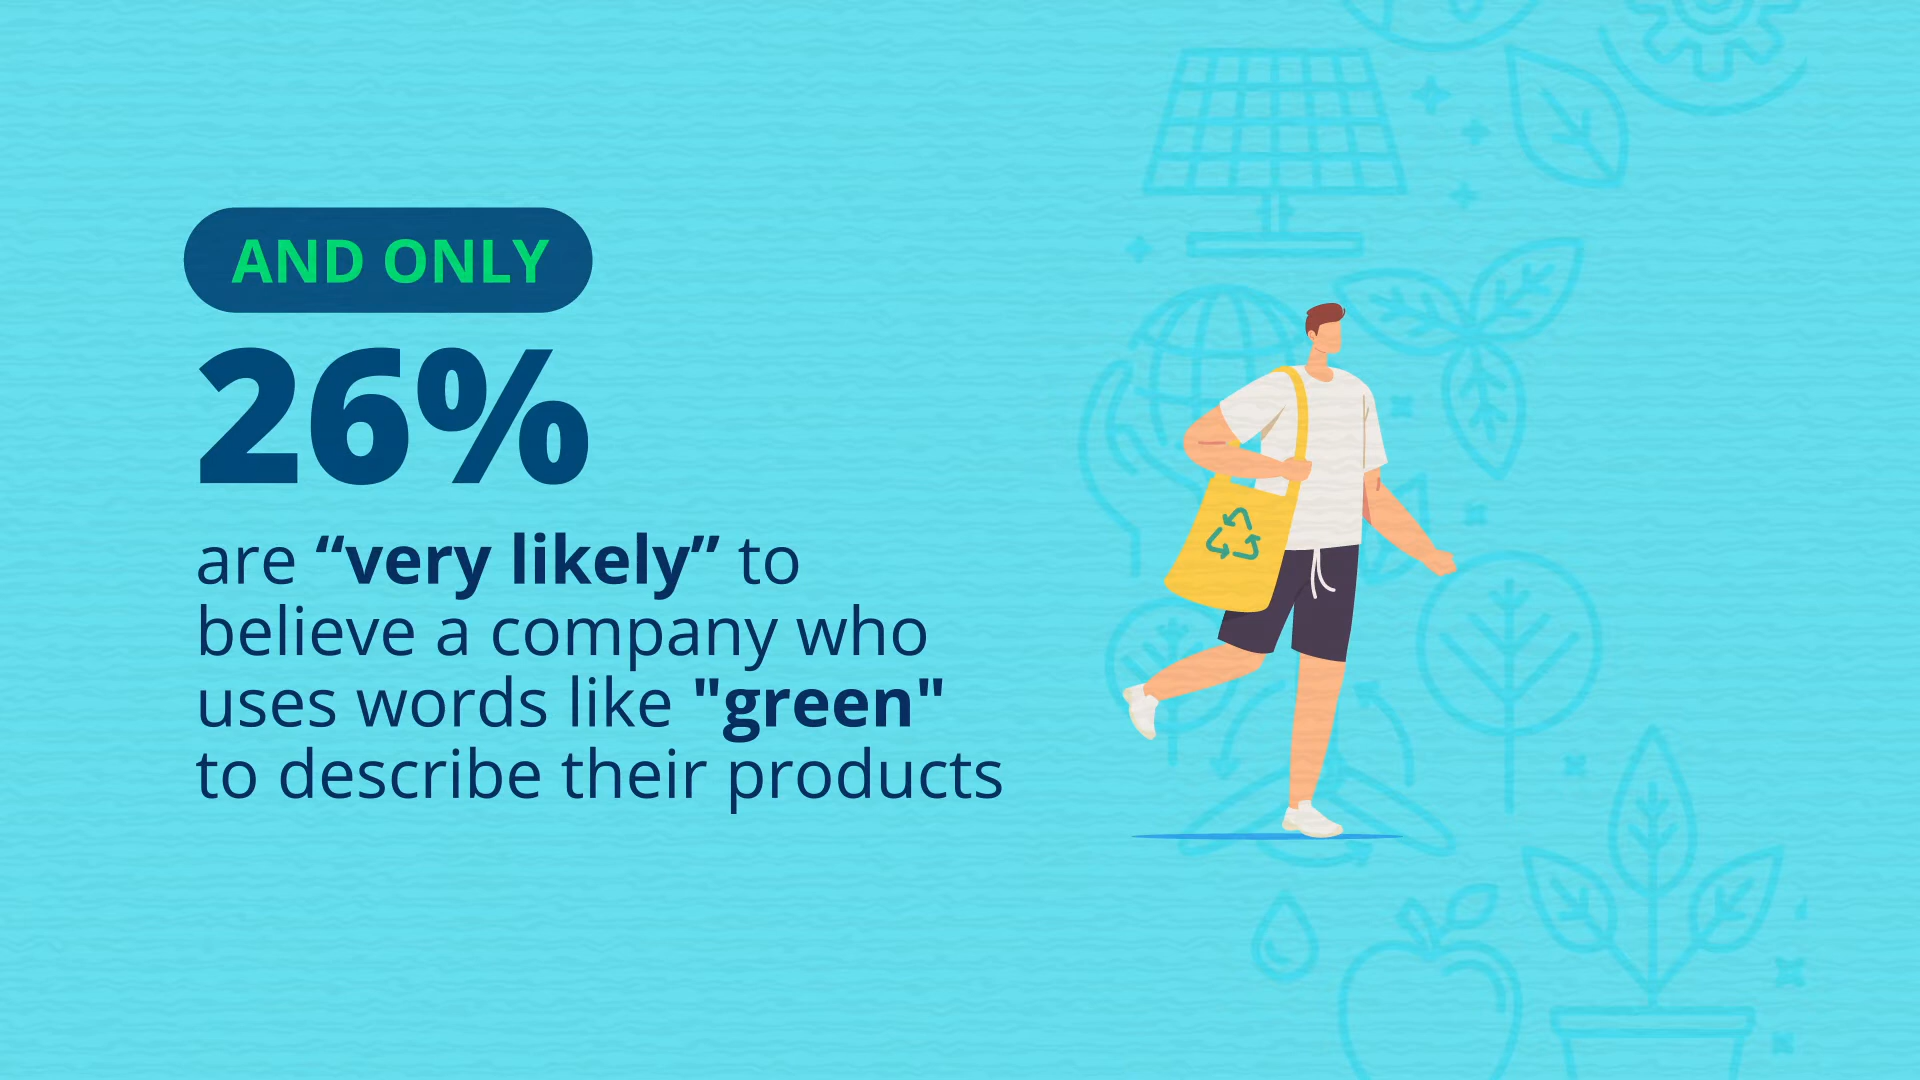 AND ONLY
26%
are “very likely” to
believe a company who
uses words like "green"
to describe their products